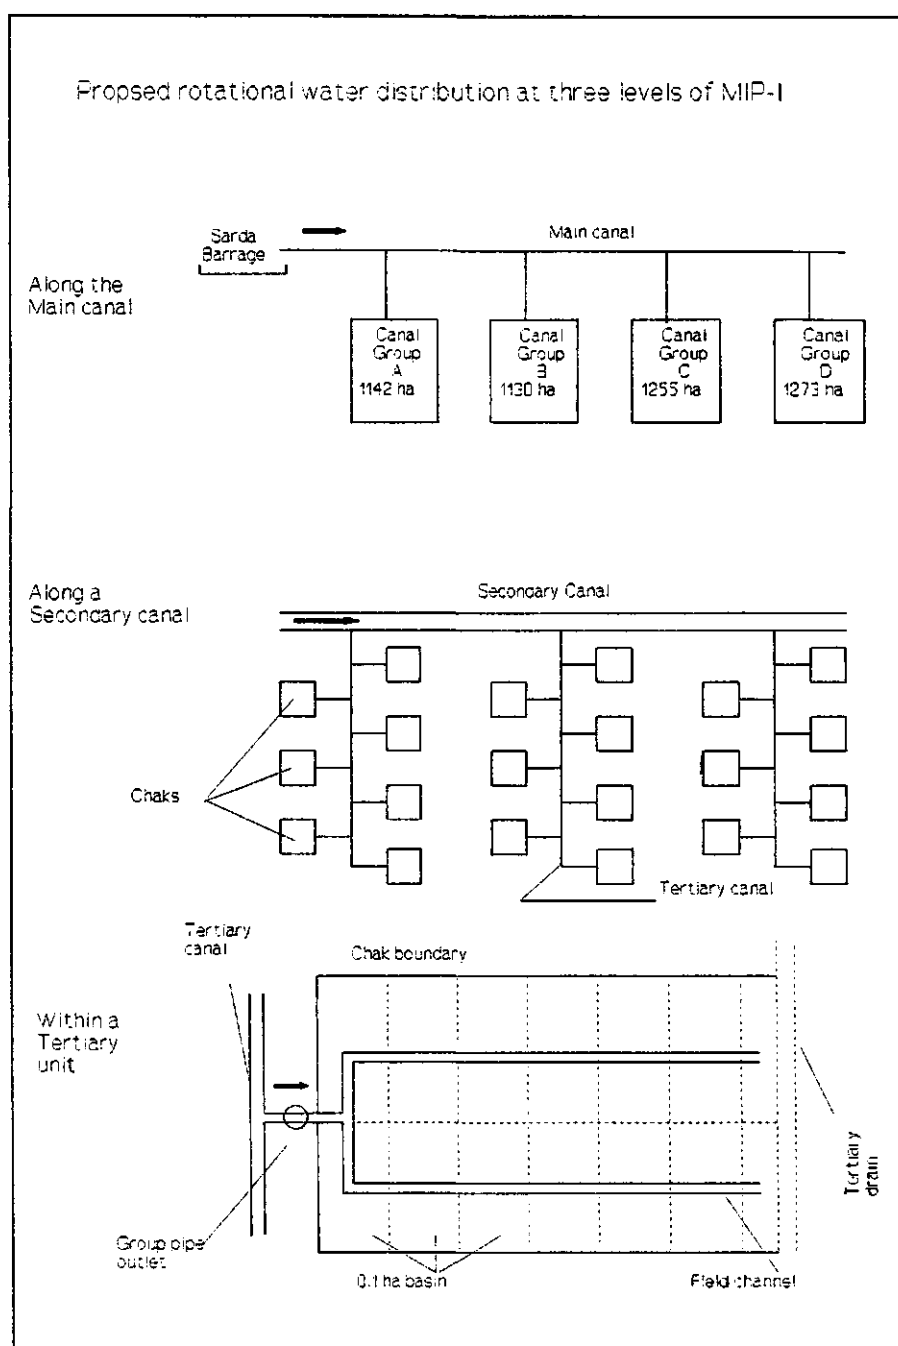 Propsed rotational water distribution at three levels of MIP-I
Sarda
Barrage
Main canal
Along the
Main canal
Canal
Group
A
1142 ha
Canal
Group
B
1130 ha
Canal
Group
C
1255 ha
Canal
Group
D
1273 ha
Along a
Secondary canal
Secondary Canal
Chaks
Tertiary canal
Tertiary
canal
Chak boundary
Within a
Tertiary
unit
Tertiary
drain
Group pipe
outlet
0.1 ha basin
Field channel